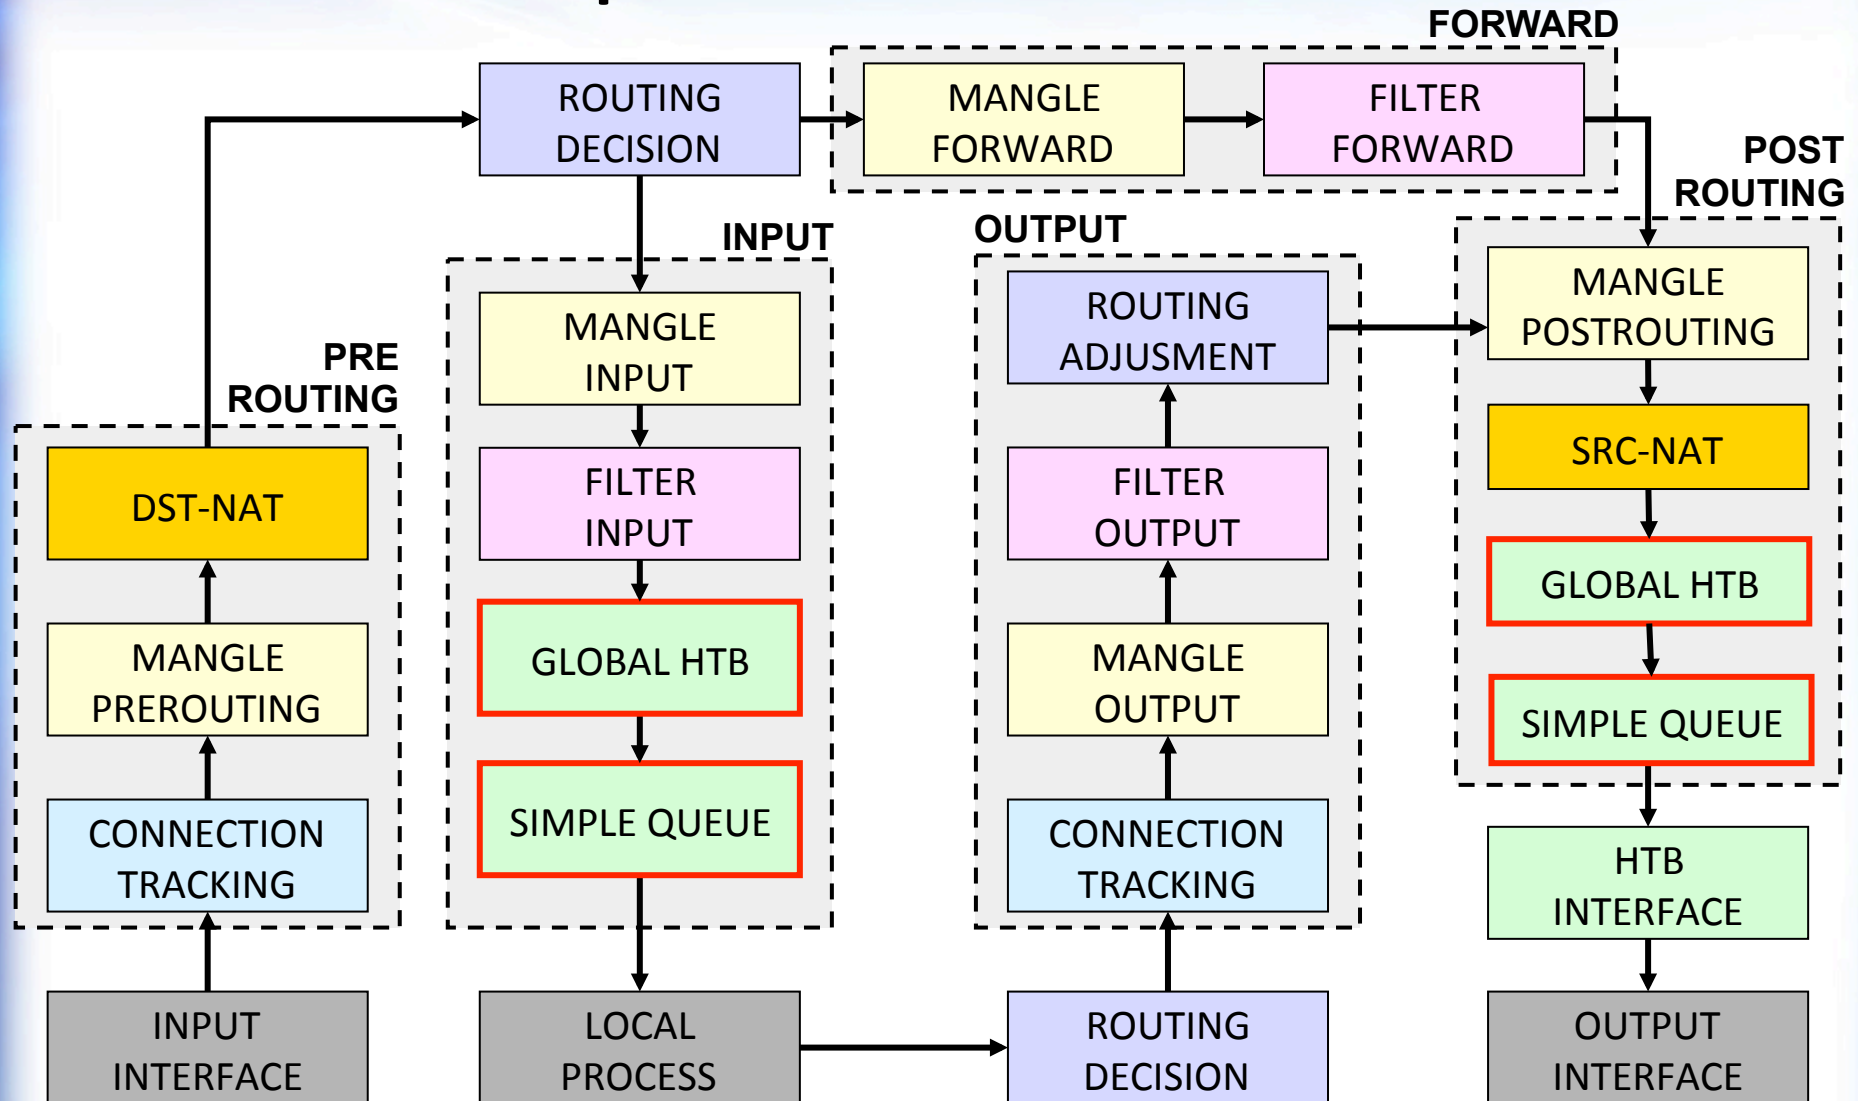 FORWARD
ROUTING
DECISION
MANGLE
FORWARD
FILTER
FORWARD
POST
ROUTING
INPUT
OUTPUT
MANGLE
INPUT
FILTER
INPUT
GLOBAL HTB
SIMPLE QUEUE
LOCAL
PROCESS
PRE
ROUTING
DST-NAT
MANGLE
PREROUTING
CONNECTION
TRACKING
INPUT
INTERFACE
ROUTING
ADJUSMENT
FILTER
OUTPUT
MANGLE
OUTPUT
CONNECTION
TRACKING
ROUTING
DECISION
MANGLE
POSTROUTING
SRC-NAT
GLOBAL HTB
SIMPLE QUEUE
HTB
INTERFACE
OUTPUT
INTERFACE